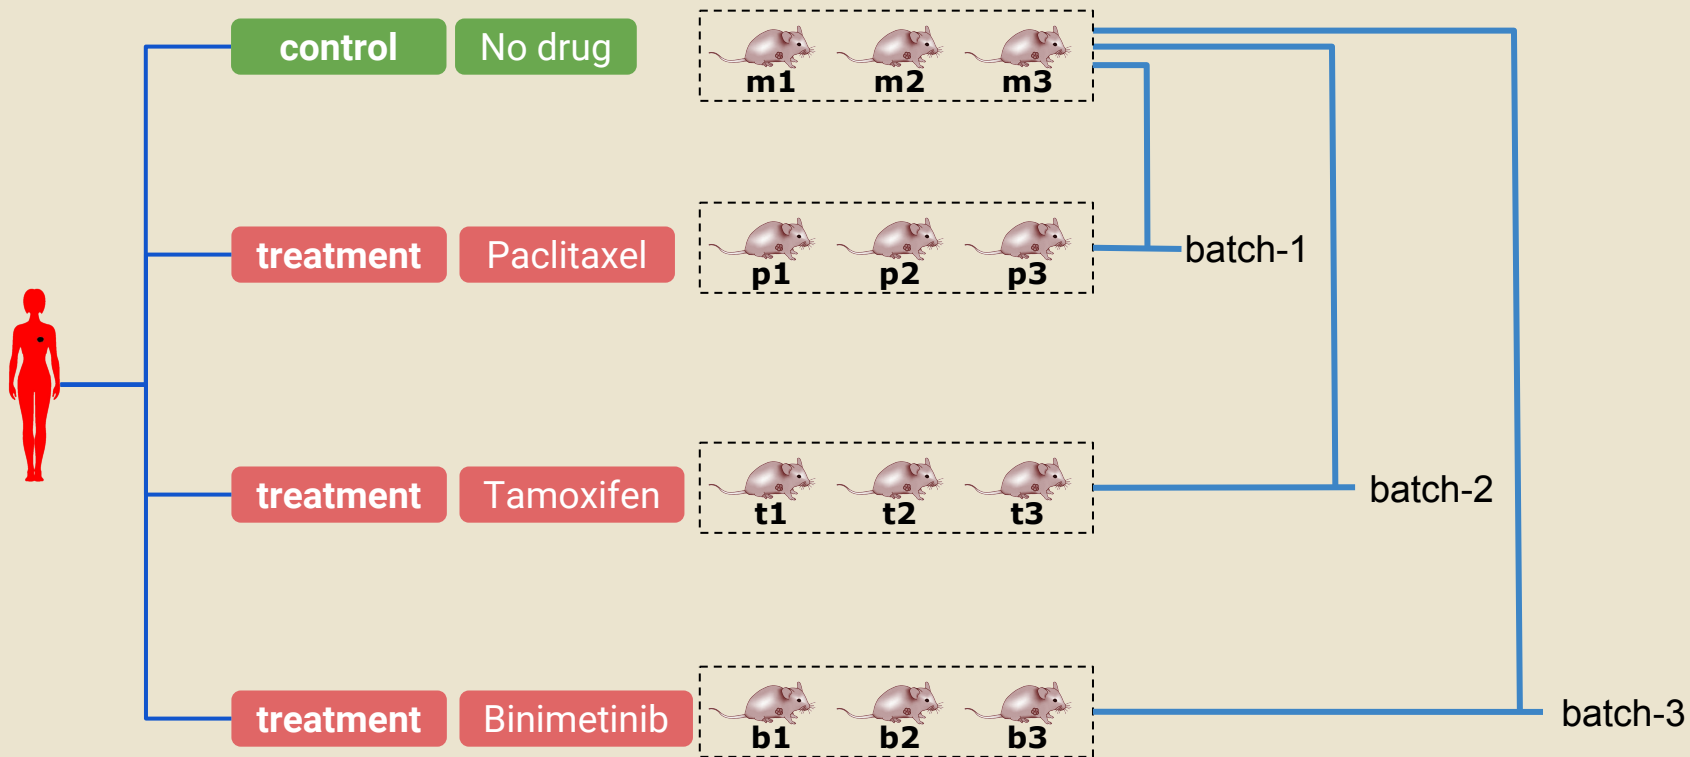 control No drug
m1 m2 m3
treatment Paclitaxel
p1 p2 p3
batch-1
treatment Tamoxifen
t1 t2 t3
batch-2
treatment Binimetinib
b1 b2 b3
batch-3